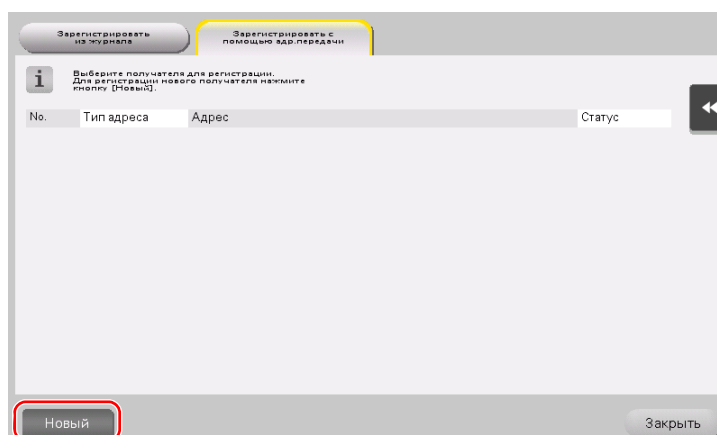 Зарегистрировать
из журнала
Зарегистрировать с
помощью адр.передачи
Выберите получателя для регистрации.
Для регистрации нового получателя нажмите
кнопку [Новый].
No. Тип адреса Адрес Статус
Новый Закрыть